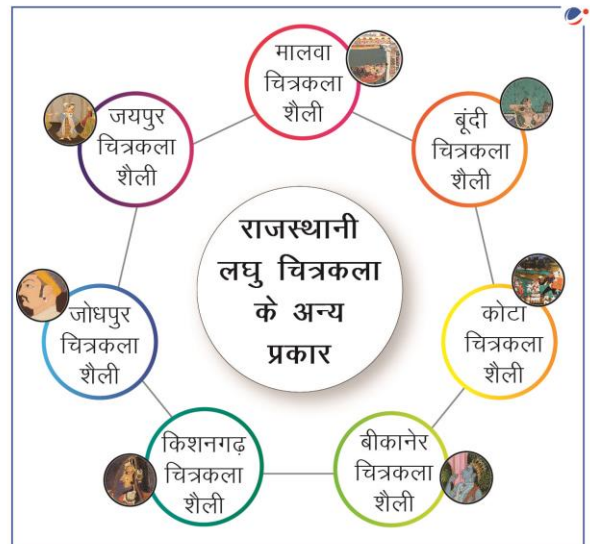 राजस्थानी
लघु चित्रकला
के अन्य
प्रकार
मालवा
चित्रकला
शैली
बूंदी
चित्रकला
शैली
कोटा
चित्रकला
शैली
बीकानेर
चित्रकला
शैली
किशनगढ़
चित्रकला
शैली
जोधपुर
चित्रकला
शैली
जयपुर
चित्रकला
शैली